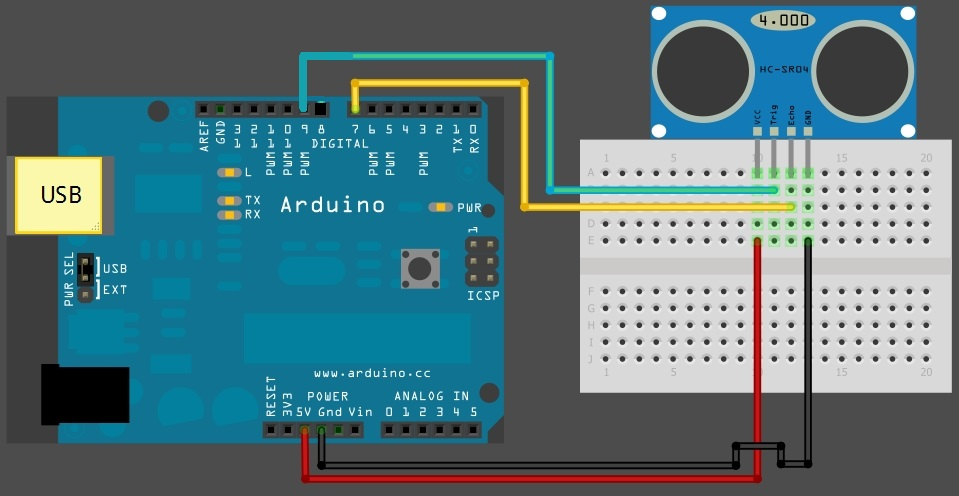 4.000
HC-SR04
VCC Trig Echo GND
AREF GND 13 12 11 10 9 8 7 6 5 4 3 2 1 0
PWM PWM PWM DIGITAL PWM PWM PWM TX RX
L
TX
RX
Arduino
PWR
USB
1
PWR SEL
USB
EXT
ICSP
www.arduino.cc
RESET 3V3
POWER
ANALOG IN
5V Gnd Vin 0 1 2 3 4 5
1 5 10 15 20
A
D
E
F
G
H
I
J
1 5 15 20